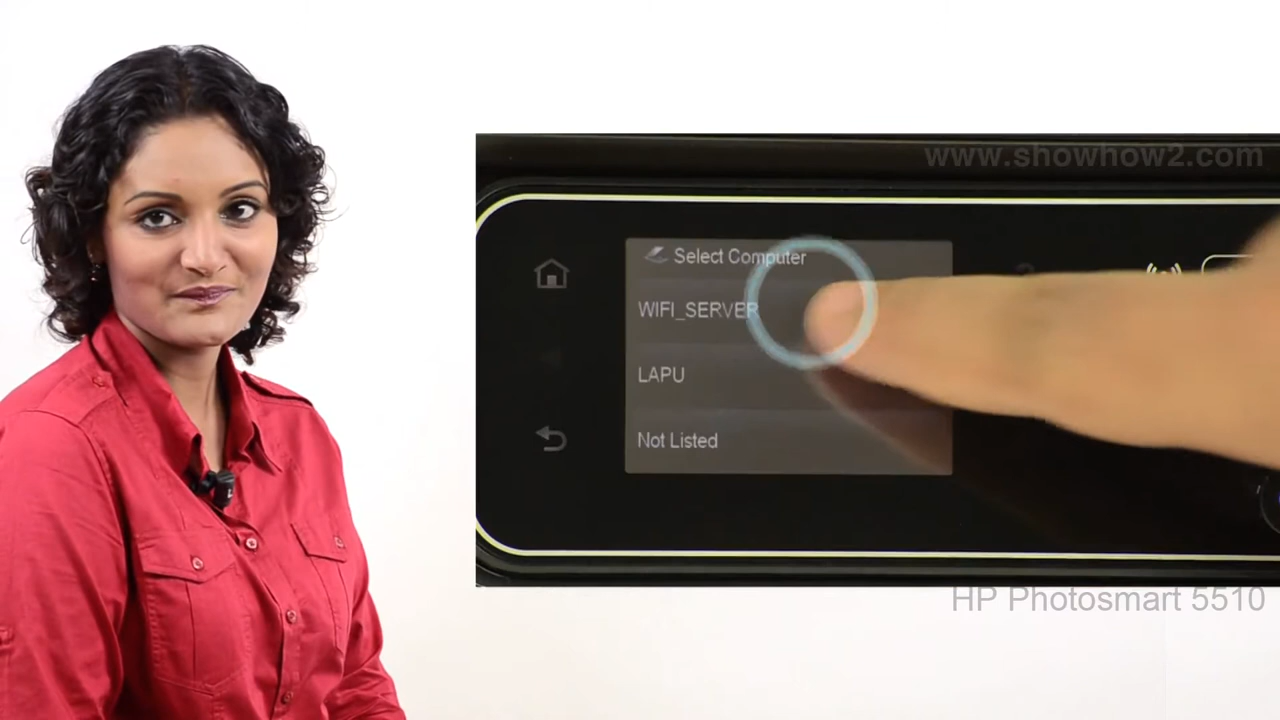 www.showhow2.com
Select Computer
WIFI_SERVER
LAPU
Not Listed
HP Photosmart 5510